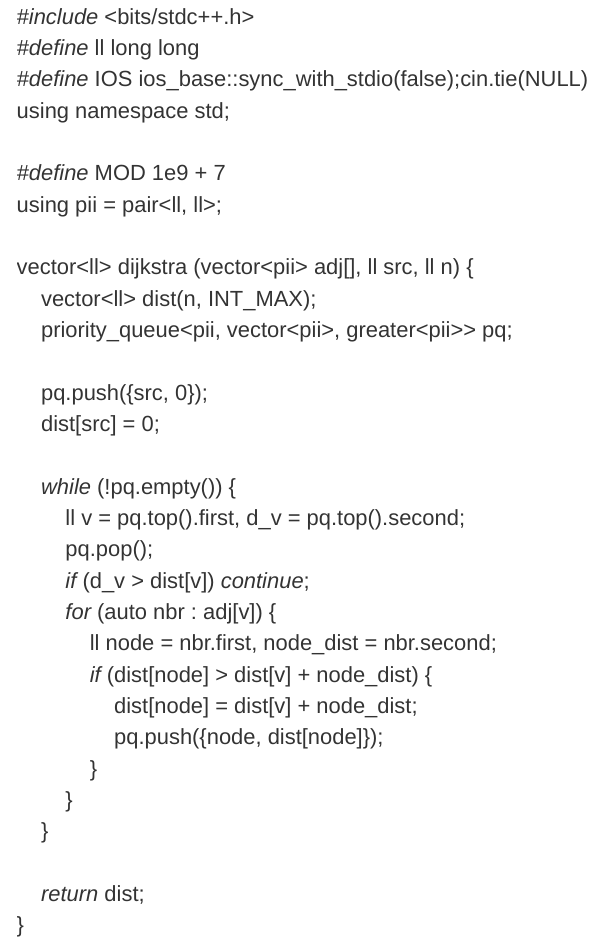 #include <bits/stdc++.h>
#define ll long long
#define IOS ios_base::sync_with_stdio(false);cin.tie(NULL)
using namespace std;

#define MOD 1e9 + 7
using pii = pair<ll, ll>;

vector<ll> dijkstra (vector<pii> adj[], ll src, ll n) {
    vector<ll> dist(n, INT_MAX);
    priority_queue<pii, vector<pii>, greater<pii>> pq;

    pq.push({src, 0});
    dist[src] = 0;

    while (!pq.empty()) {
        ll v = pq.top().first, d_v = pq.top().second;
        pq.pop();
        if (d_v > dist[v]) continue;
        for (auto nbr : adj[v]) {
            ll node = nbr.first, node_dist = nbr.second;
            if (dist[node] > dist[v] + node_dist) {
                dist[node] = dist[v] + node_dist;
                pq.push({node, dist[node]});
            }
        }
    }

    return dist;
}